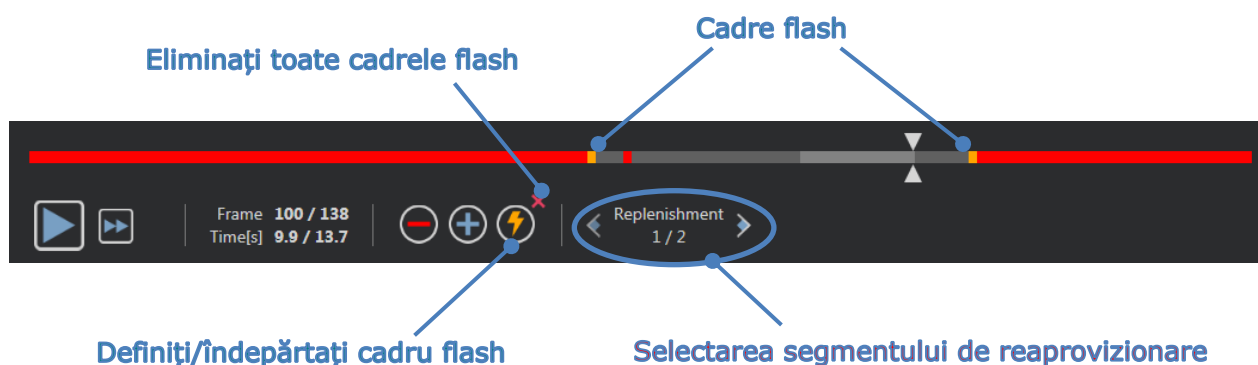 Cadre flash
Eliminați toate cadrele flash
Frame 100 / 138
Time[s] 9.9 / 13.7
Replenishment
1 / 2
Definiți/îndepărtați cadru flash
Selectarea segmentului de reaprovizionare